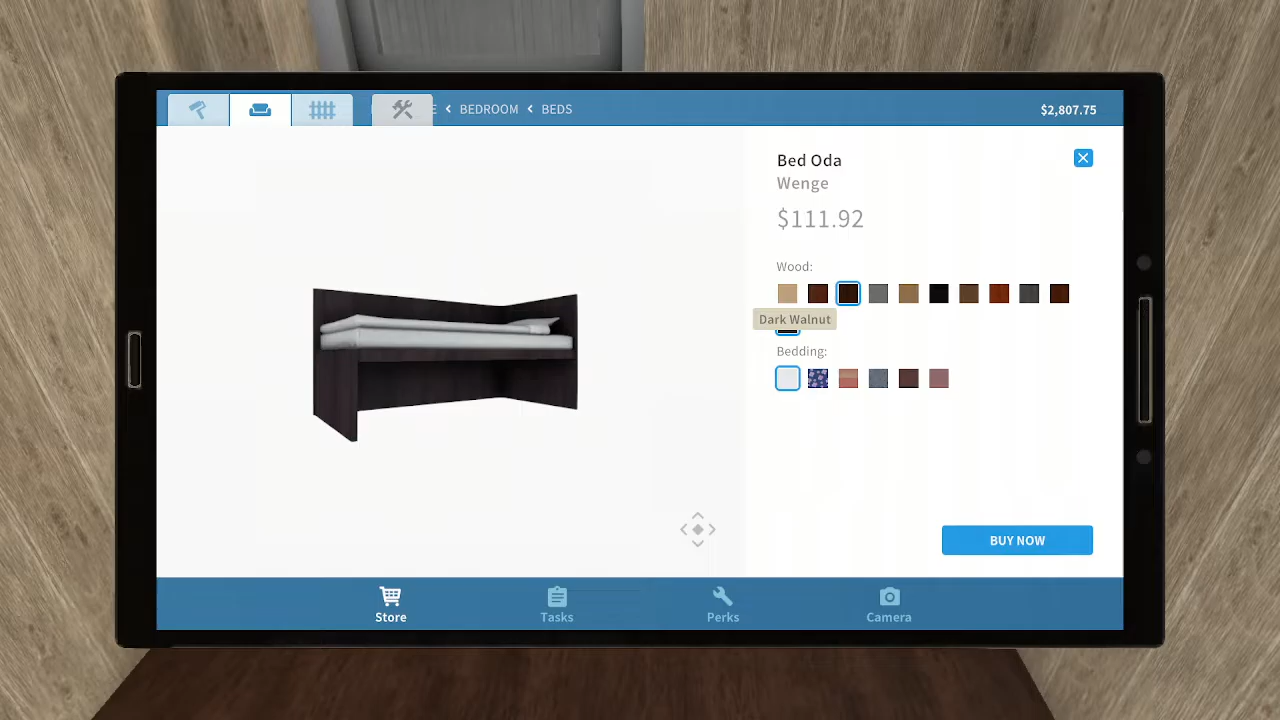 E < BEDROOM < BEDS
$2,807.75
Bed Oda
Wenge
$111.92
Wood:
Dark Walnut
Bedding:
BUY NOW
Store
Tasks
Perks
Camera